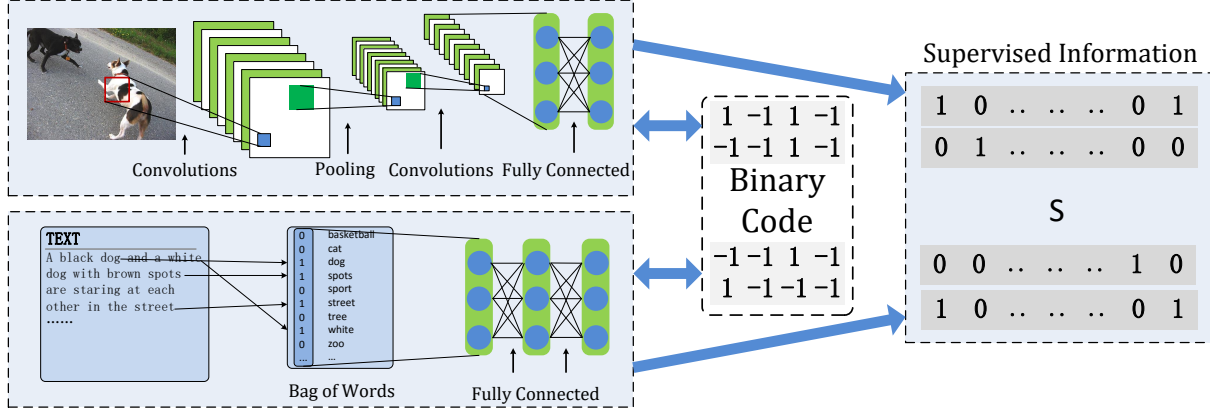 Convolutions
Pooling
Convolutions
Fully Connected
TEXT
A black dog and a white
dog with brown spots
are staring at each
other in the street
......
0 basketball
0 cat
1 dog
1 spots
0 sport
1 street
0 tree
1 white
0 zoo
... ...
Bag of Words
Fully Connected
1 -1 1 -1
-1 -1 1 -1
Binary
Code
-1 -1 1 -1
1 -1 -1 -1
Supervised Information
1 0 .. .. .. 0 1
0 1 .. .. .. 0 0
S
0 0 .. .. .. 1 0
1 0 .. .. .. 0 1